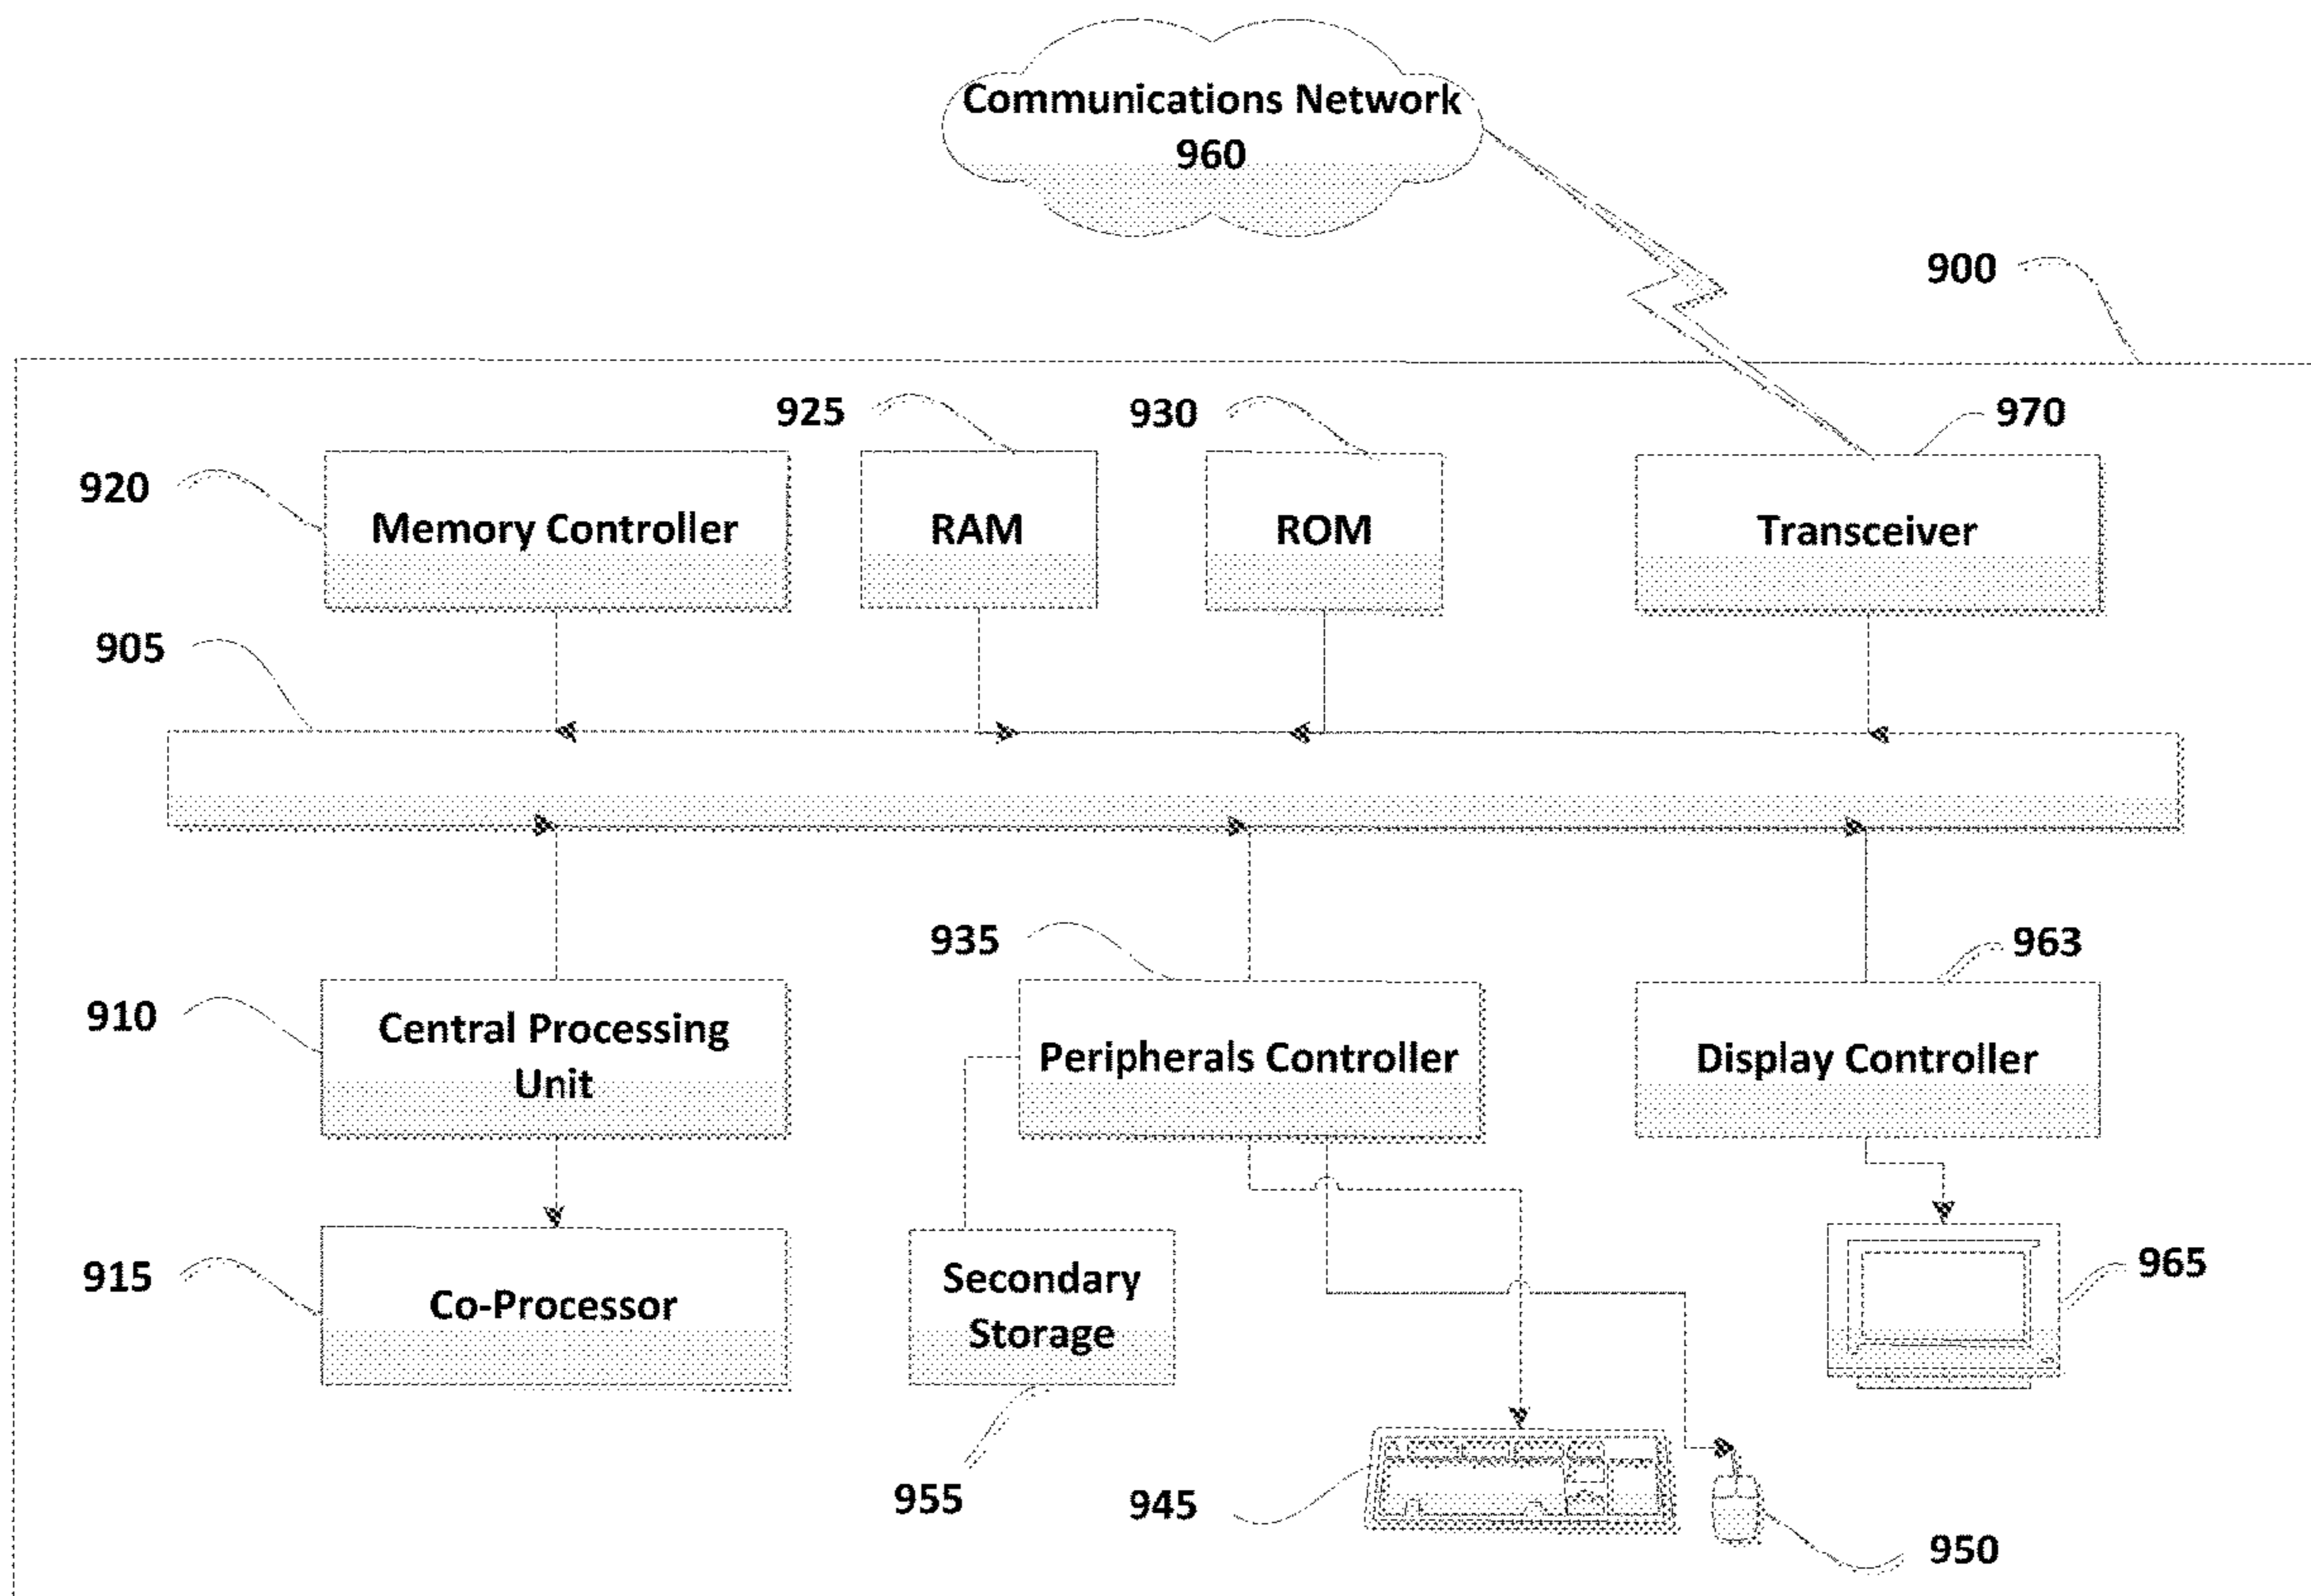 Communications Network
960
900
925
930
970
920
Memory Controller
RAM
ROM
Transceiver
905
935
963
910
Central Processing
Unit
Peripherals Controller
Display Controller
915
Co-Processor
Secondary
Storage
965
955
945
950